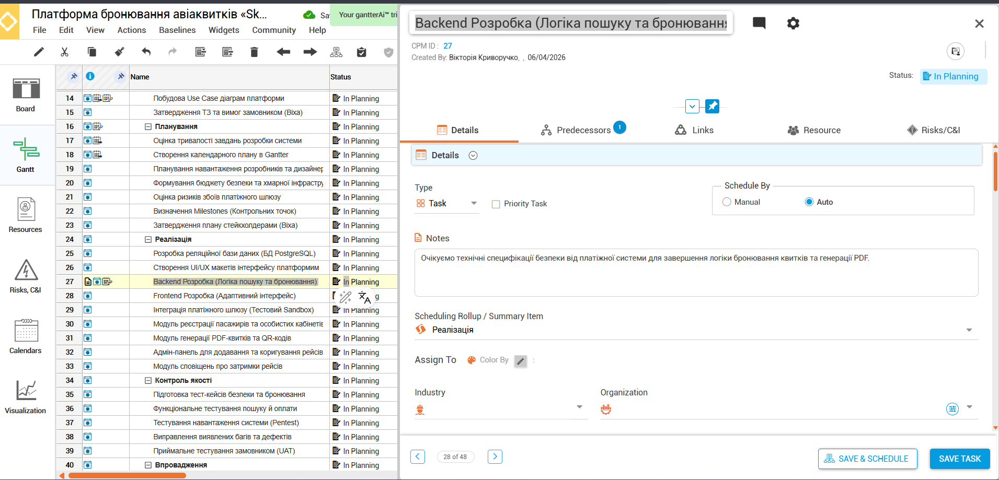 Платформа бронювання авіаквитків «Sk...
Your gantterAi™ tri
File Edit View Actions Baselines Widgets Community Help
Backend Розробка (Логіка пошуку та бронювання
CPM ID : 27
Created By: Вікторія Криворучко, , 06/04/2026
Status: In Planning
Board
Gantt
Resources
Risks, C&I
Calendars
Visualization
Name Status
14 Побудова Use Case діаграм платформи In Planning
15 Затвердження ТЗ та вимог замовником (Віха) In Planning
16 Планування In Planning
17 Оцінка тривалості завдань розробки системи In Planning
18 Створення календарного плану в Gantter In Planning
19 Планування навантаження розробників та дизайнер In Planning
20 Формування бюджету безпеки та хмарної інфрастру In Planning
21 Оцінка ризиків збоїв платіжного шлюзу In Planning
22 Визначення Milestones (Контрольних точок) In Planning
23 Затвердження плану стейкхолдерами (Віха) In Planning
24 Реалізація In Planning
25 Розробка реляційної бази даних (БД PostgreSQL) In Planning
26 Створення UI/UX макетів інтерфейсу платформим In Planning
27 Backend Розробка (Логіка пошуку та бронювання) In Planning
28 Frontend Розробка (Адаптивний інтерфейс)
29 Інтеграція платіжного шлюзу (Тестовий Sandbox) In Planning
30 Модуль реєстрації пасажирів та особистих кабінетів In Planning
31 Модуль генерації PDF-квитків та QR-кодів In Planning
32 Адмін-панель для додавання та коригування рейсів In Planning
33 Модуль сповіщень про затримки рейсів In Planning
34 Контроль якості In Planning
35 Підготовка тест-кейсів безпеки та бронювання In Planning
36 Функціональне тестування пошуку й оплати In Planning
37 Тестування навантаження системи (Pentest) In Planning
38 Виправлення виявлених багів та дефектів In Planning
39 Приймальне тестування замовником (UAT) In Planning
40 Впровадження In Planning
Details Predecessors 1 Links Resource Risks/C&I
Details
Type
Task Priority Task
Schedule By
Manual Auto
Notes
Очікуємо технічні специфікації безпеки від платіжної системи для завершення логіки бронювання квитків та генерації PDF.
Scheduling Rollup / Summary Item
Реалізація
Assign To Color By :
Industry Organization
28 of 48
SAVE & SCHEDULE SAVE TASK